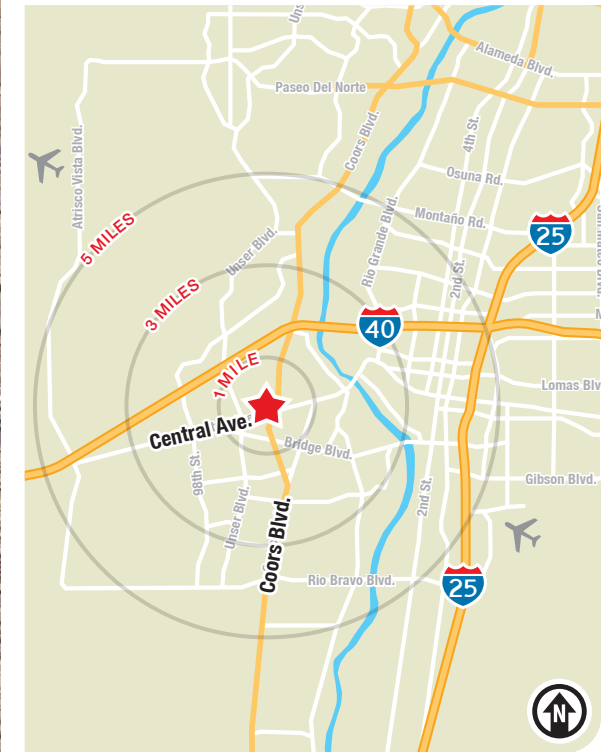 Uns
Alameda Blvd.
Paseo Del Norte
4th St.
Coors Blvd.
Atrisco Vista Blvd.
Osuna Rd.
Rio Grande Blvd.
Montaño Rd.
25
5 MILES
Unser Blvd.
2nd St.
3 MILES
40
M
1 MILE
Lomas Blv
Central Ave.
Bridge Blvd.
98th St.
Unser Blvd.
2nd St.
Gibson Blvd.
Coors Blvd.
Rio Bravo Blvd.
25
N